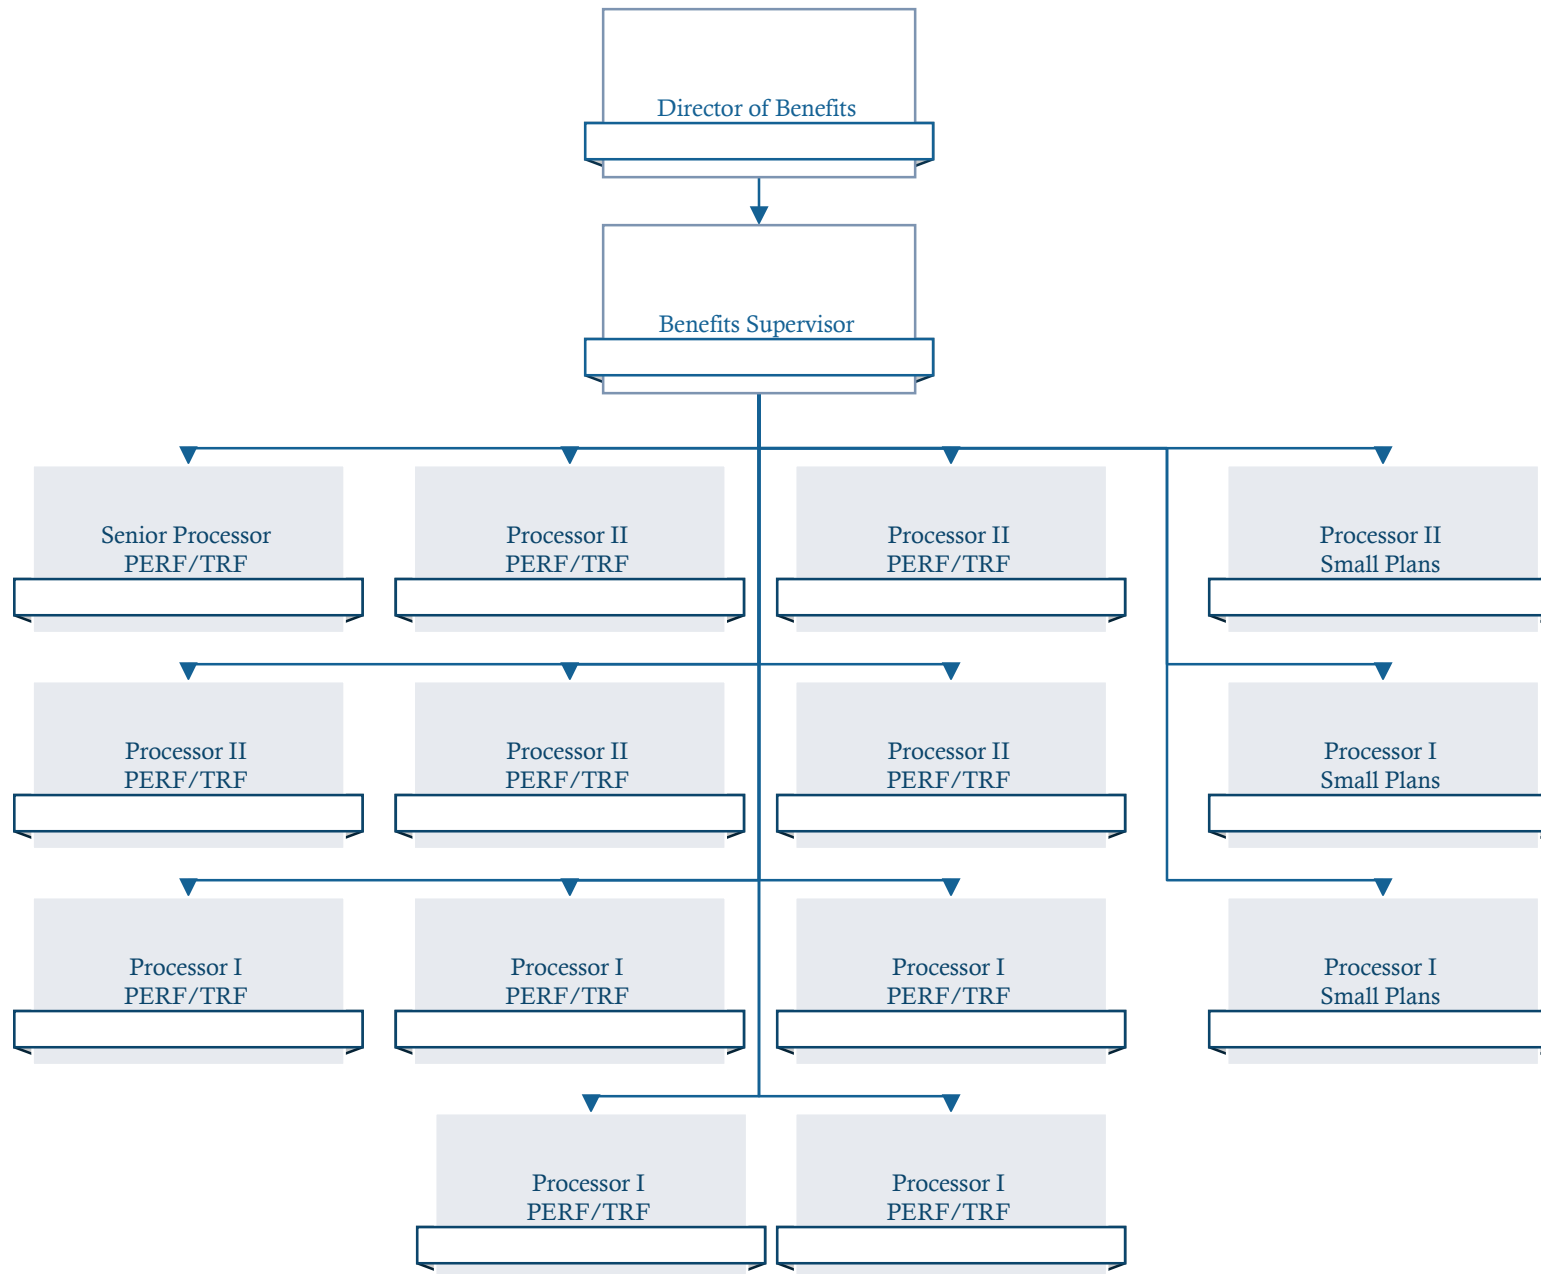 Director of Benefits
Benefits Supervisor
Senior Processor
PERF/TRF
Processor II
PERF/TRF
Processor II
PERF/TRF
Processor II
Small Plans
Processor II
PERF/TRF
Processor II
PERF/TRF
Processor II
PERF/TRF
Processor I
Small Plans
Processor I
PERF/TRF
Processor I
PERF/TRF
Processor I
PERF/TRF
Processor I
Small Plans
Processor I
PERF/TRF
Processor I
PERF/TRF